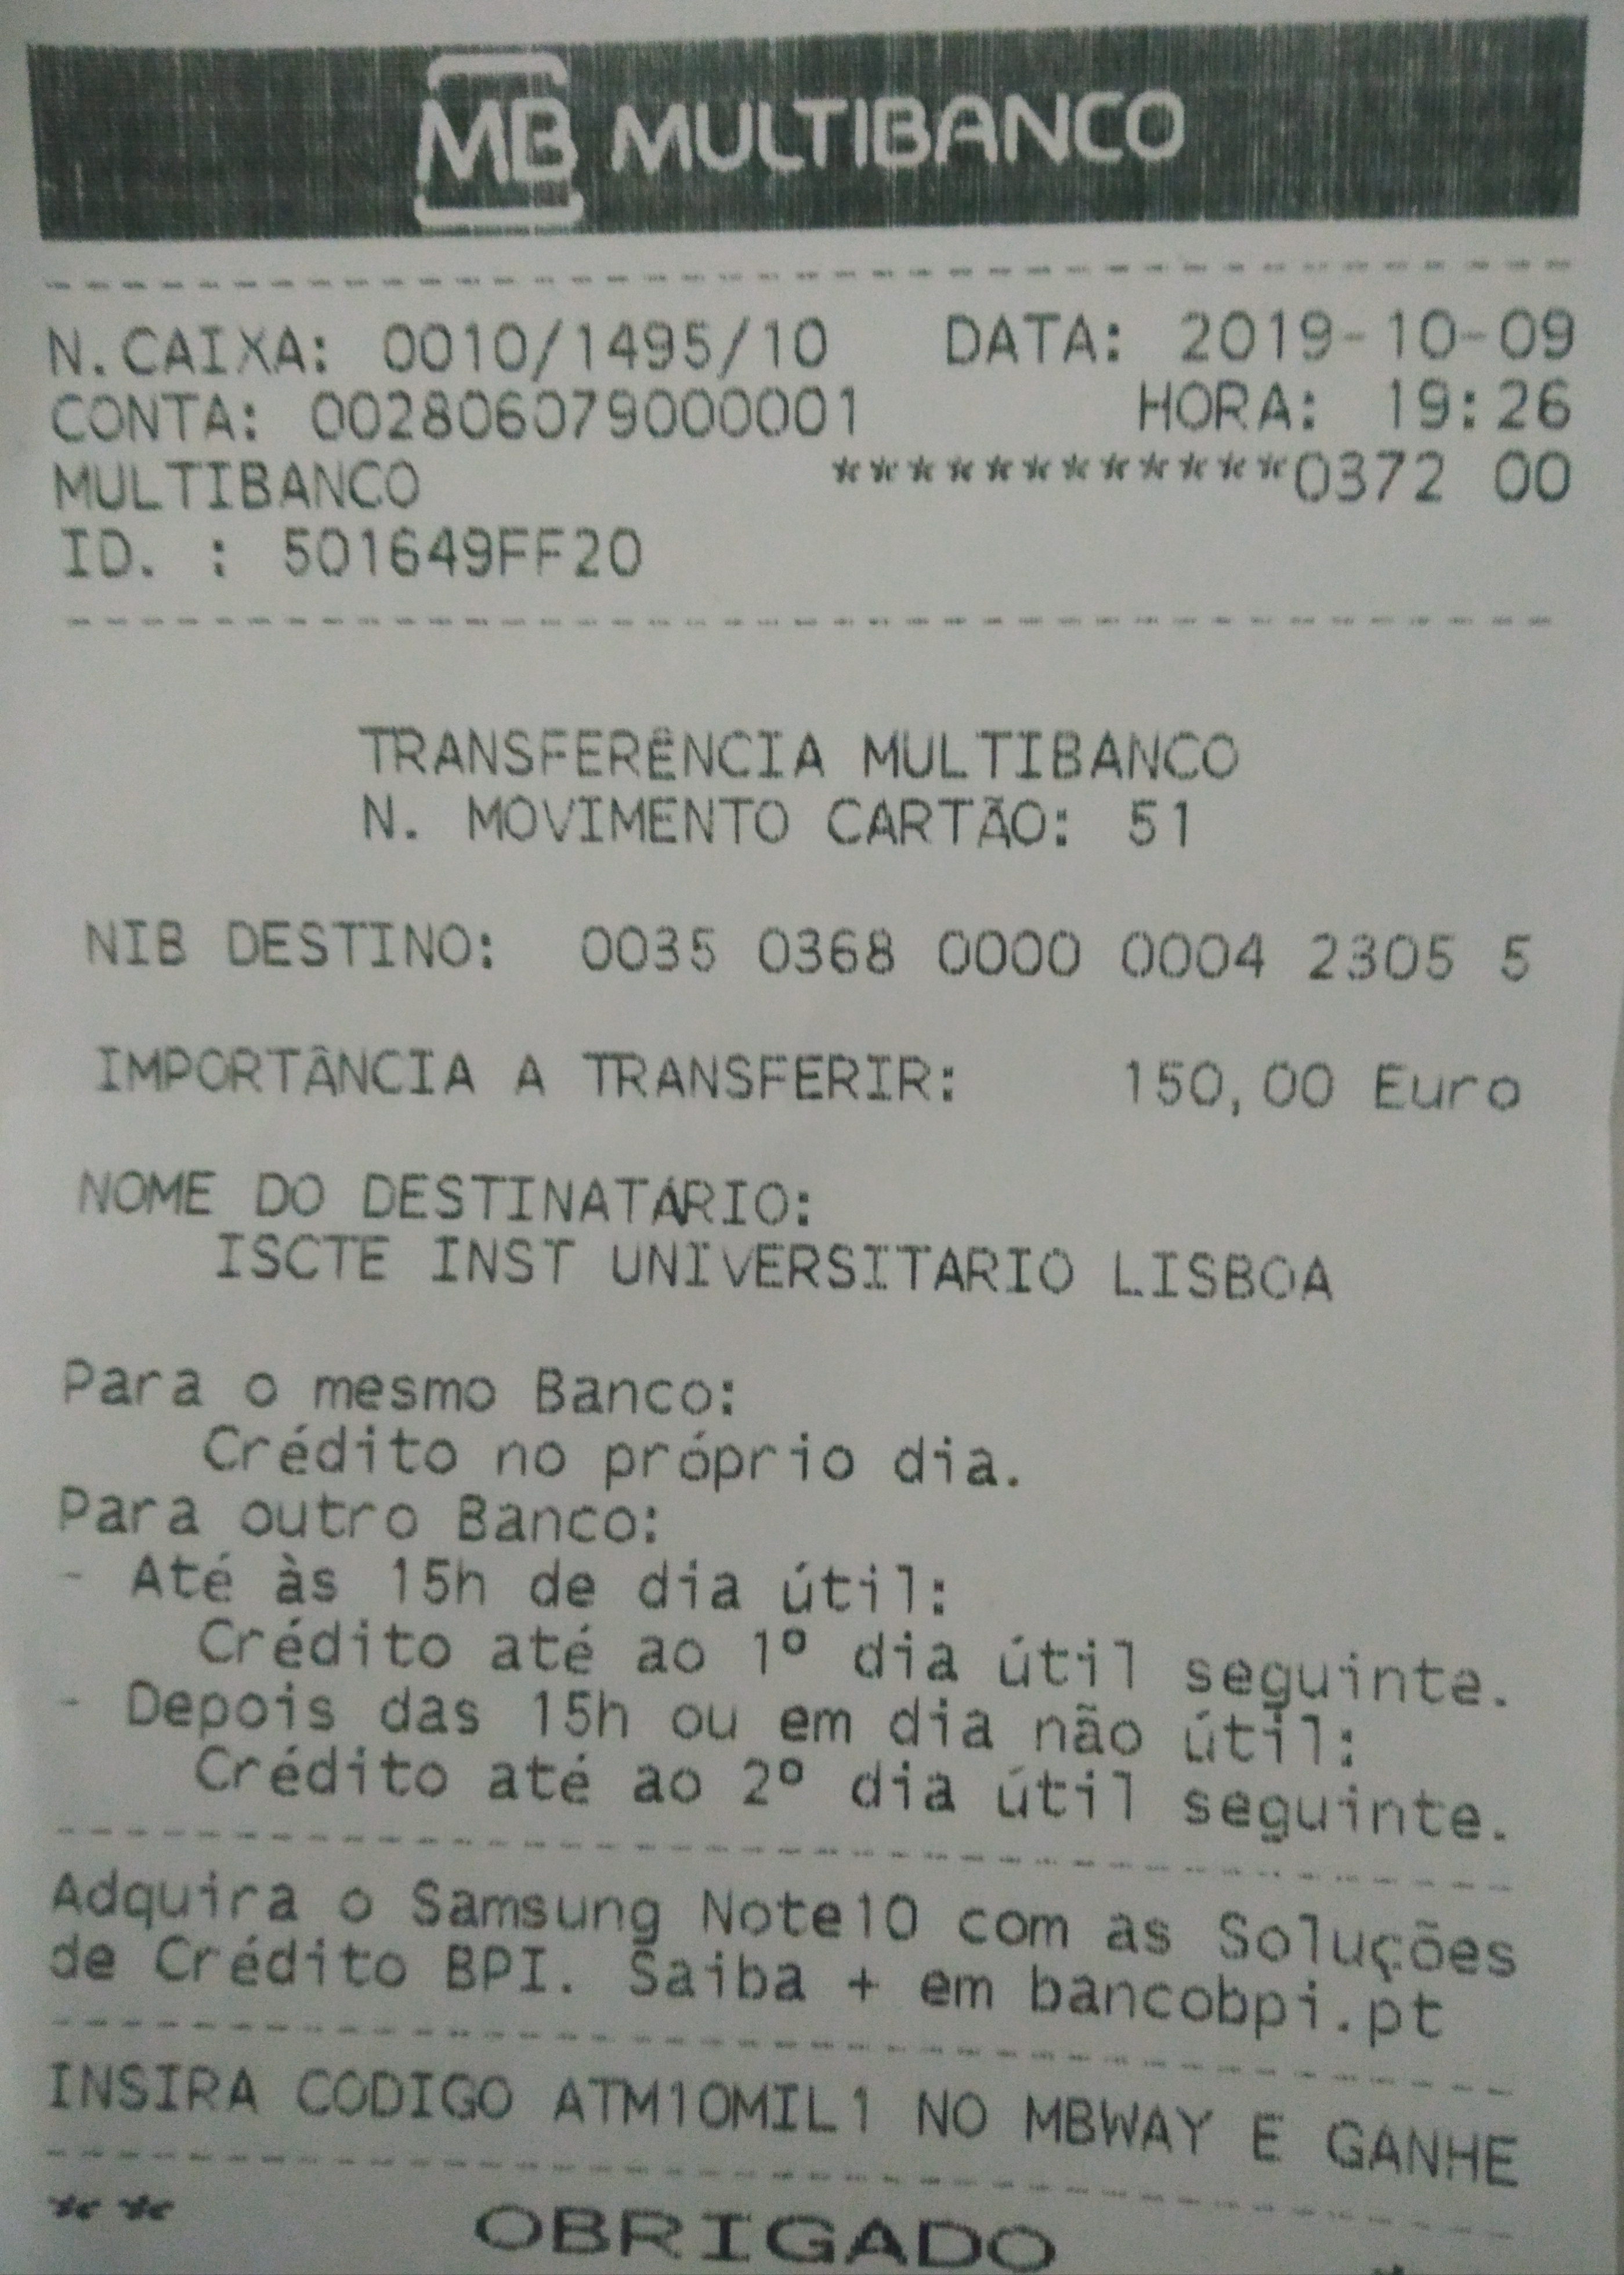 MB MULTIBANCO
N.CAIXA: 0010/1495/10 DATA: 2019-10-09
CONTA: 002806079000001 HORA: 19:26
MULTIBANCO ************0372 00
ID. : 501649FF20
TRANSFERÊNCIA MULTIBANCO
N. MOVIMENTO CARTÃO: 51
NIB DESTINO: 0035 0368 0000 0004 2305 5
IMPORTÂNCIA A TRANSFERIR: 150,00 Euro
NOME DO DESTINATÁRIO:
ISCTE INST UNIVERSITARIO LISBOA
Para o mesmo Banco:
Crédito no próprio dia.
Para outro Banco:
- Até às 15h de dia útil:
Crédito até ao 1º dia útil seguinte.
- Depois das 15h ou em dia não útil:
Crédito até ao 2º dia útil seguinte.
Adquira o Samsung Note10 com as Soluções
de Crédito BPI. Saiba + em bancobpi.pt
INSIRA CODIGO ATM10MIL1 NO MBWAY E GANHE
** OBRIGADO